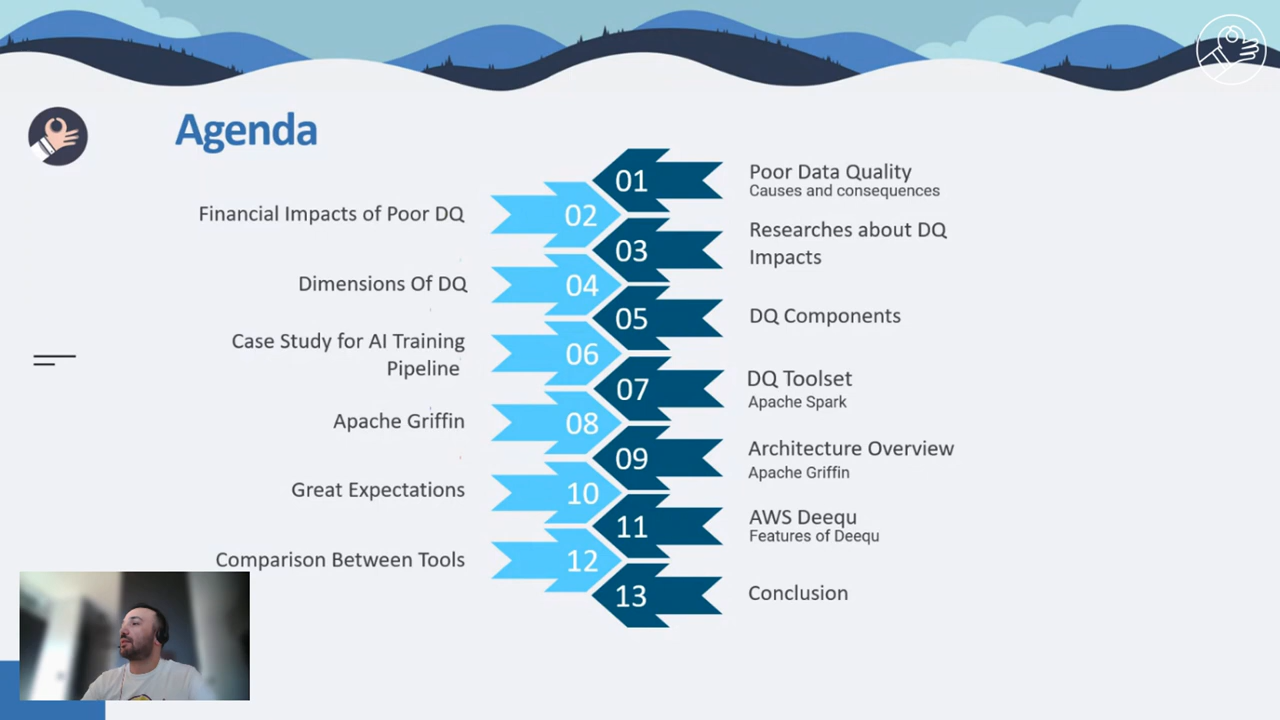 Agenda
01
Poor Data Quality
Causes and consequences
Financial Impacts of Poor DQ
02
03
Researches about DQ
Impacts
Dimensions Of DQ
04
05
DQ Components
Case Study for AI Training
Pipeline
06
07
DQ Toolset
Apache Spark
Apache Griffin
08
09
Architecture Overview
Apache Griffin
Great Expectations
10
11
AWS Deequ
Features of Deequ
Comparison Between Tools
12
13
Conclusion